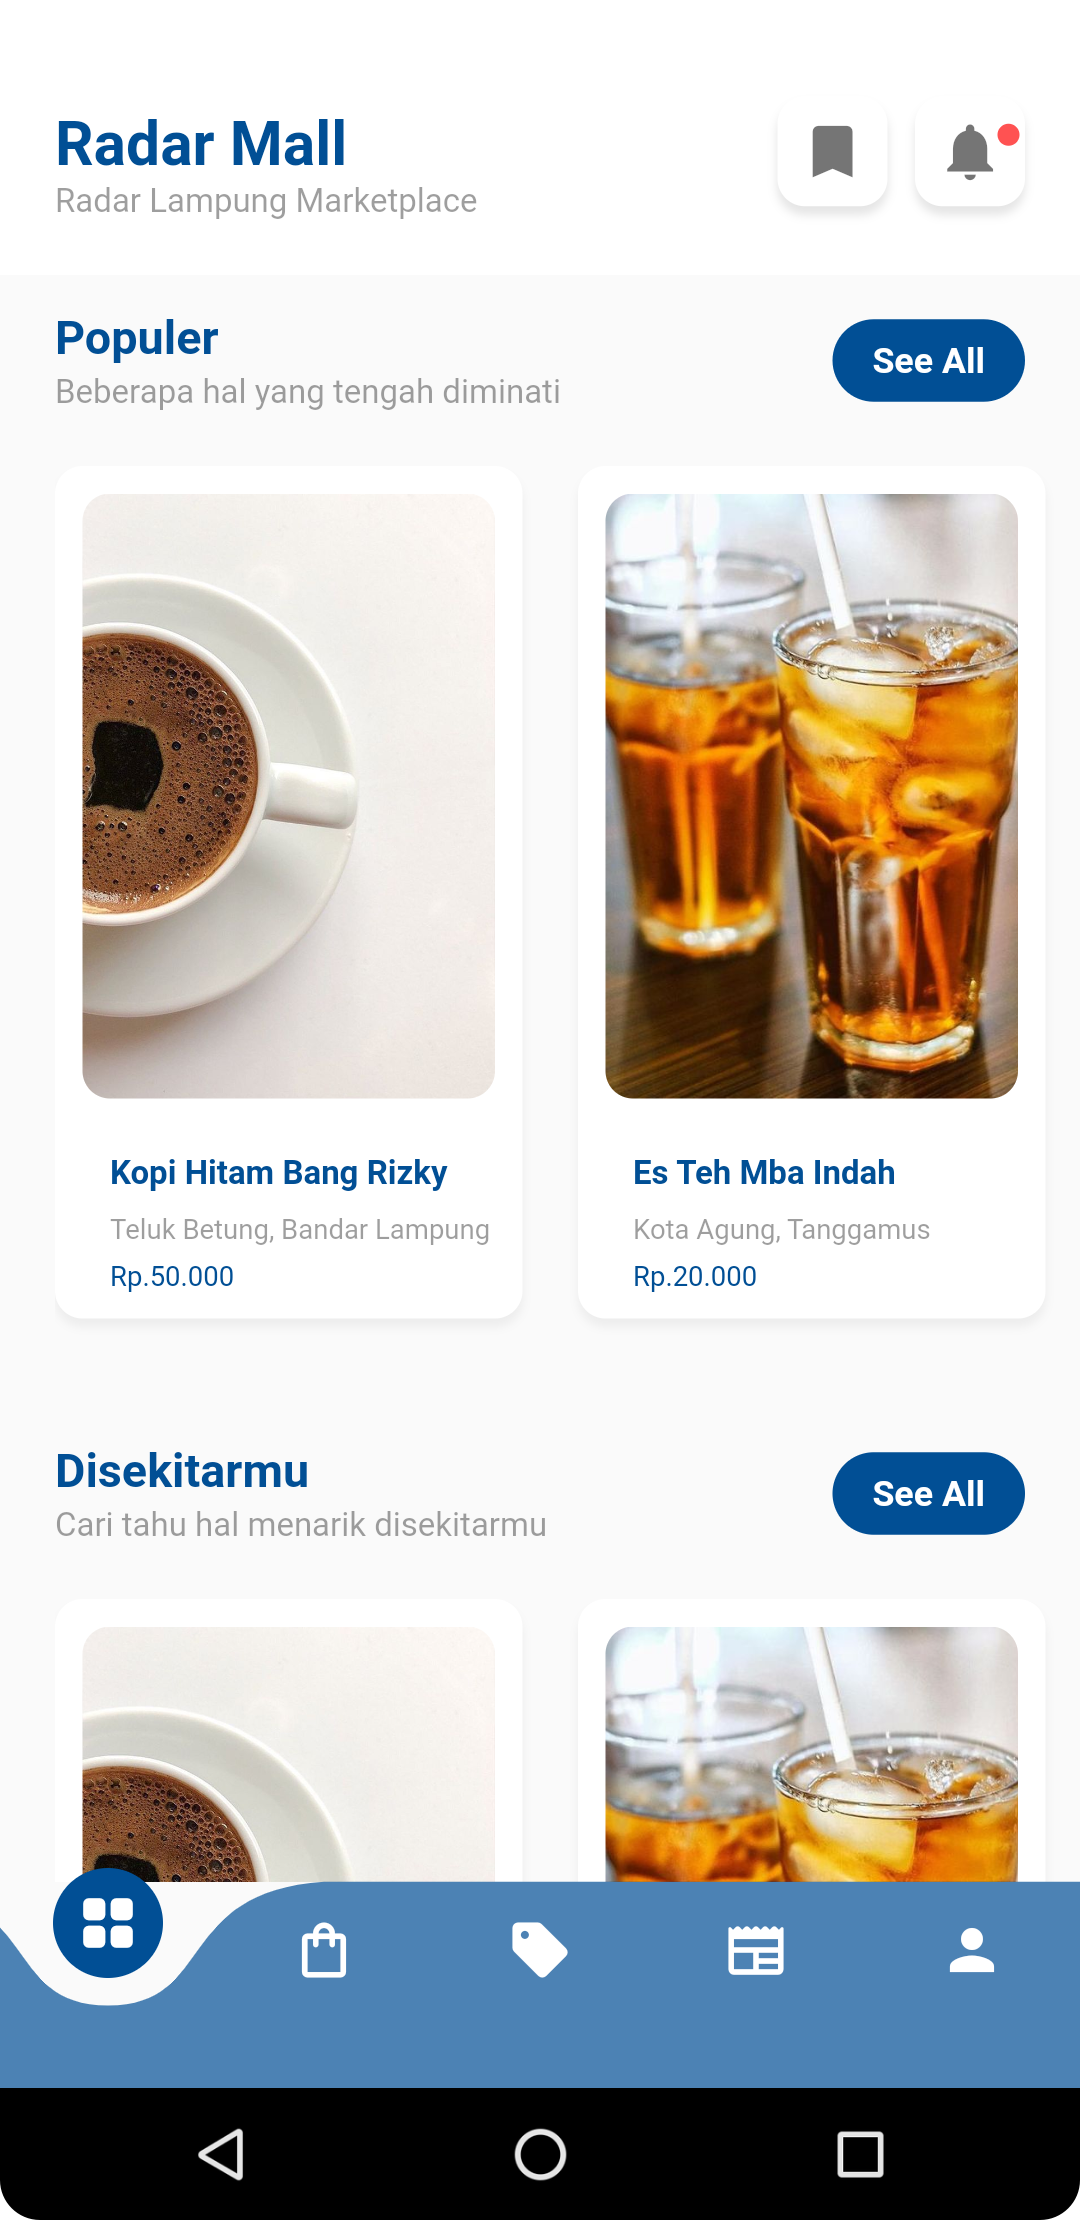 Radar Mall
Radar Lampung Marketplace
Populer
Beberapa hal yang tengah diminati
See All
Kopi Hitam Bang Rizky
Teluk Betung, Bandar Lampung
Rp.50.000
Es Teh Mba Indah
Kota Agung, Tanggamus
Rp.20.000
Disekitarmu
Cari tahu hal menarik disekitarmu
See All